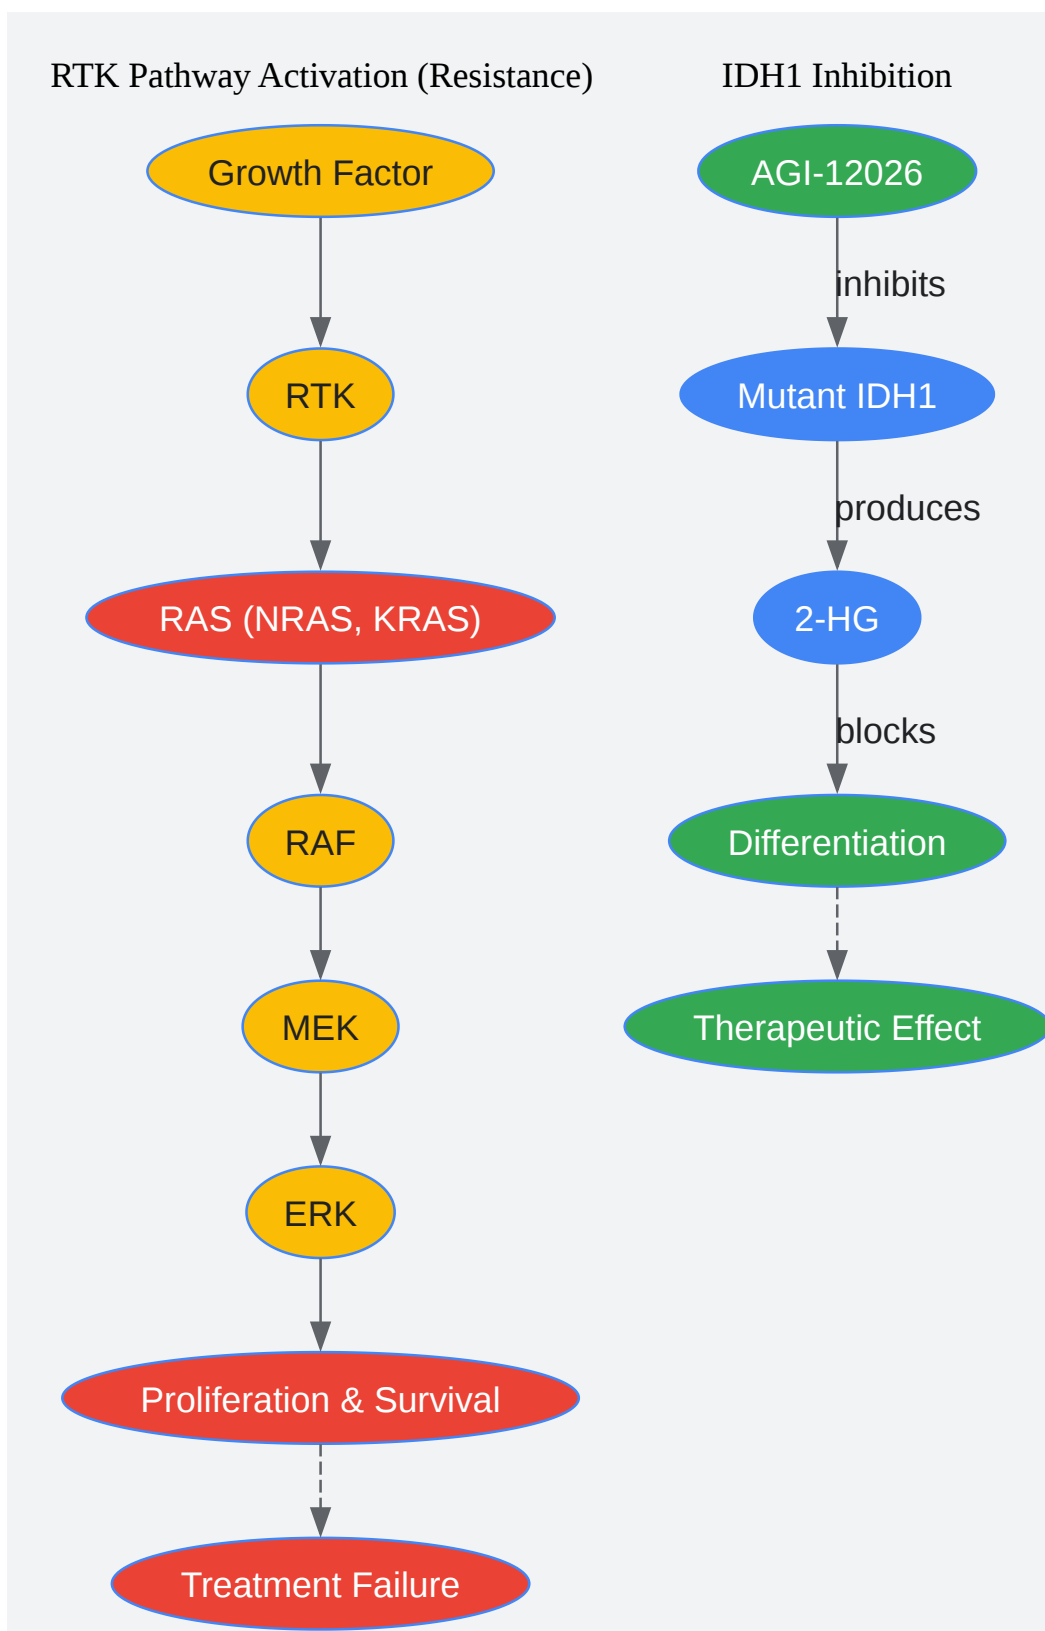 RTK Pathway Activation (Resistance)
Growth Factor
RTK
RAS (NRAS, KRAS)
RAF
MEK
ERK
Proliferation & Survival
Treatment Failure
IDH1 Inhibition
AGI-12026
inhibits
Mutant IDH1
produces
2-HG
blocks
Differentiation
Therapeutic Effect